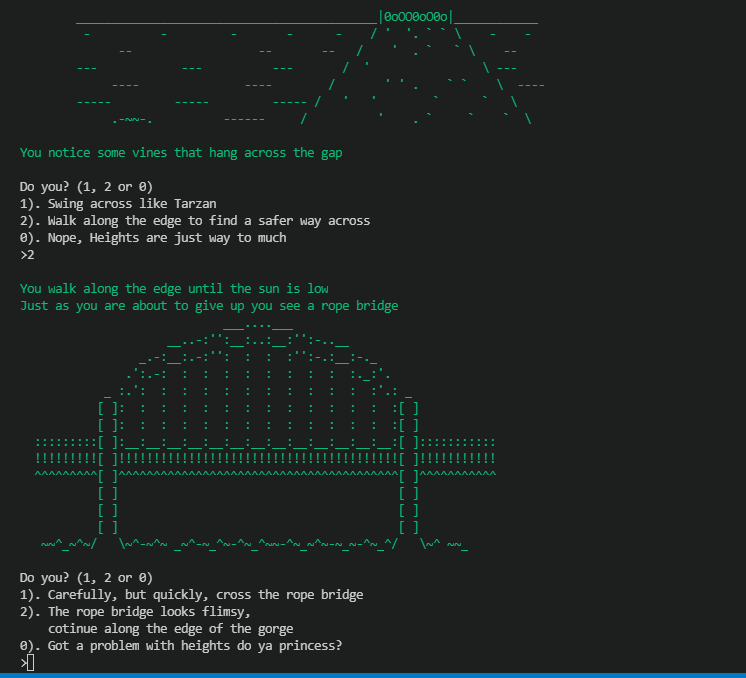 You notice some vines that hang across the gap
Do you? (1, 2 or 0)
1). Swing across like Tarzan
2). Walk along the edge to find a safer way across
0). Nope, Heights are just way to much
>2
You walk along the edge until the sun is low
Just as you are about to give up you see a rope bridge
Do you? (1, 2 or 0)
1). Carefully, but quickly, cross the rope bridge
2). The rope bridge looks flimsy,
cotinue along the edge of the gorge
0). Got a problem with heights do ya princess?
>